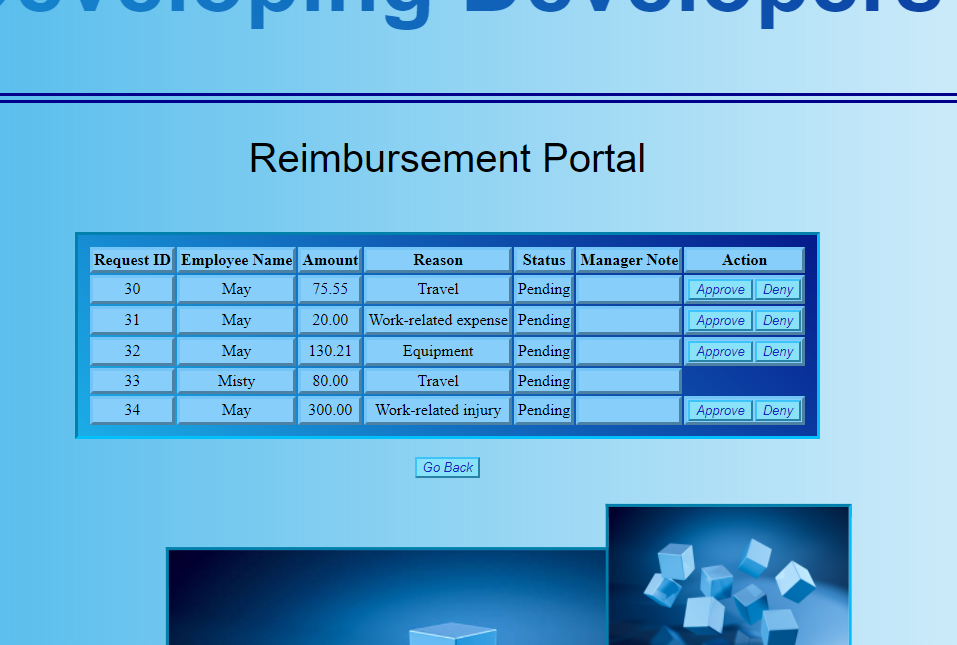 Developing Developers
Reimbursement Portal
Request ID Employee Name Amount Reason Status Manager Note Action
30 May 75.55 Travel Pending Approve Deny
31 May 20.00 Work-related expense Pending Approve Deny
32 May 130.21 Equipment Pending Approve Deny
33 Misty 80.00 Travel Pending
34 May 300.00 Work-related injury Pending Approve Deny
Go Back